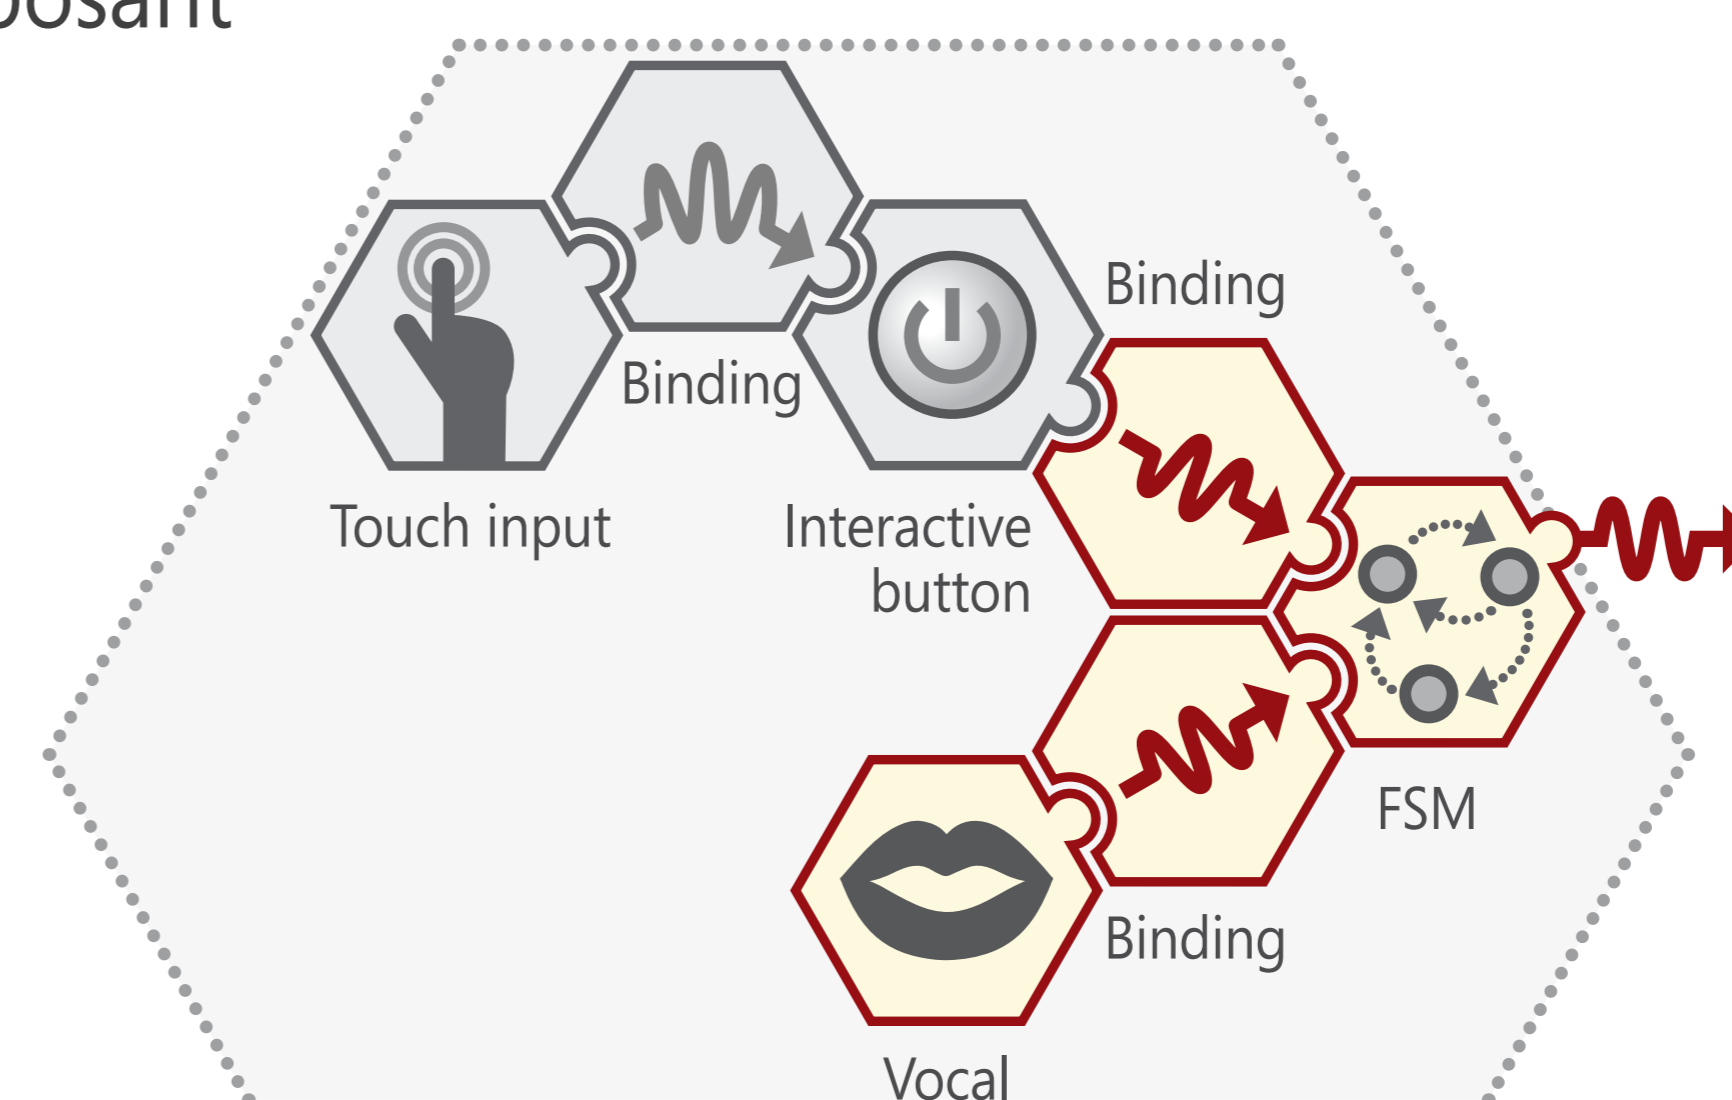 Binding
Binding
Touch input
Interactive
button
FSM
Binding
Vocal